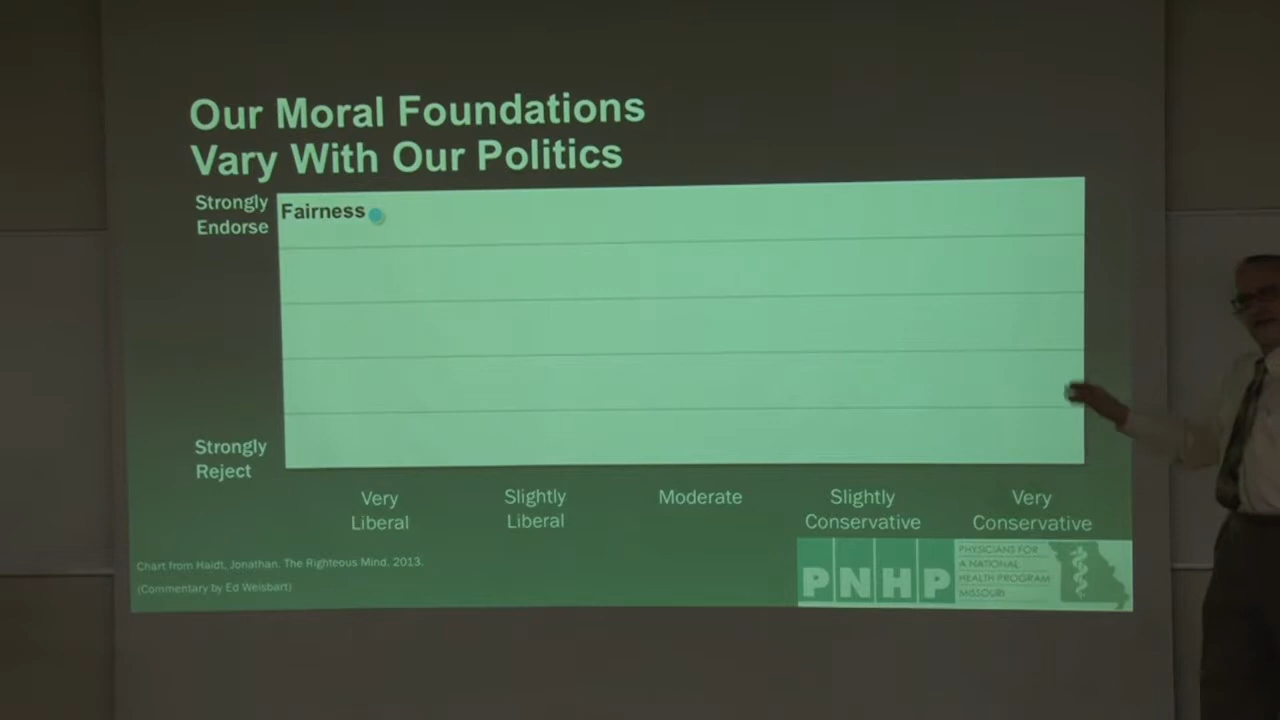 Our Moral Foundations
Vary With Our Politics
Strongly
Endorse
Fairness
Strongly
Reject
Very
Liberal
Slightly
Liberal
Moderate
Slightly
Conservative
Very
Conservative
Chart from Haidt, Jonathan. The Righteous Mind, 2013.
(Commentary by Ed Weisbart)
PNHP
PHYSICIANS FOR
A NATIONAL
HEALTH PROGRAM
MISSOURI